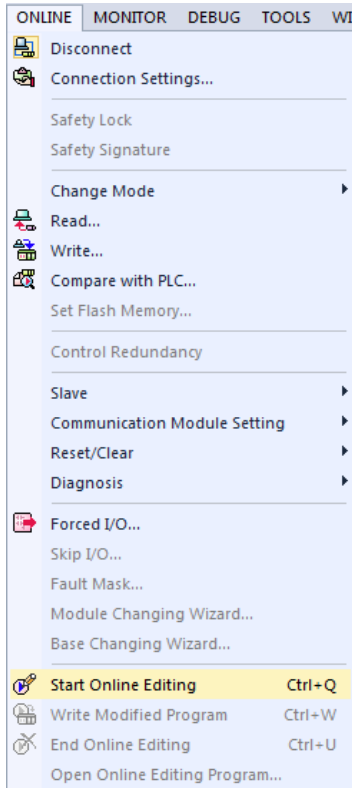 ONLINE MONITOR DEBUG TOOLS
Disconnect
Connection Settings...
Safety Lock
Safety Signature
Change Mode
Read...
Write...
Compare with PLC...
Set Flash Memory...
Control Redundancy
Slave
Communication Module Setting
Reset/Clear
Diagnosis
Forced I/O...
Skip I/O...
Fault Mask...
Module Changing Wizard...
Base Changing Wizard...
Start Online Editing Ctrl+Q
Write Modified Program Ctrl+W
End Online Editing Ctrl+U
Open Online Editing Program...